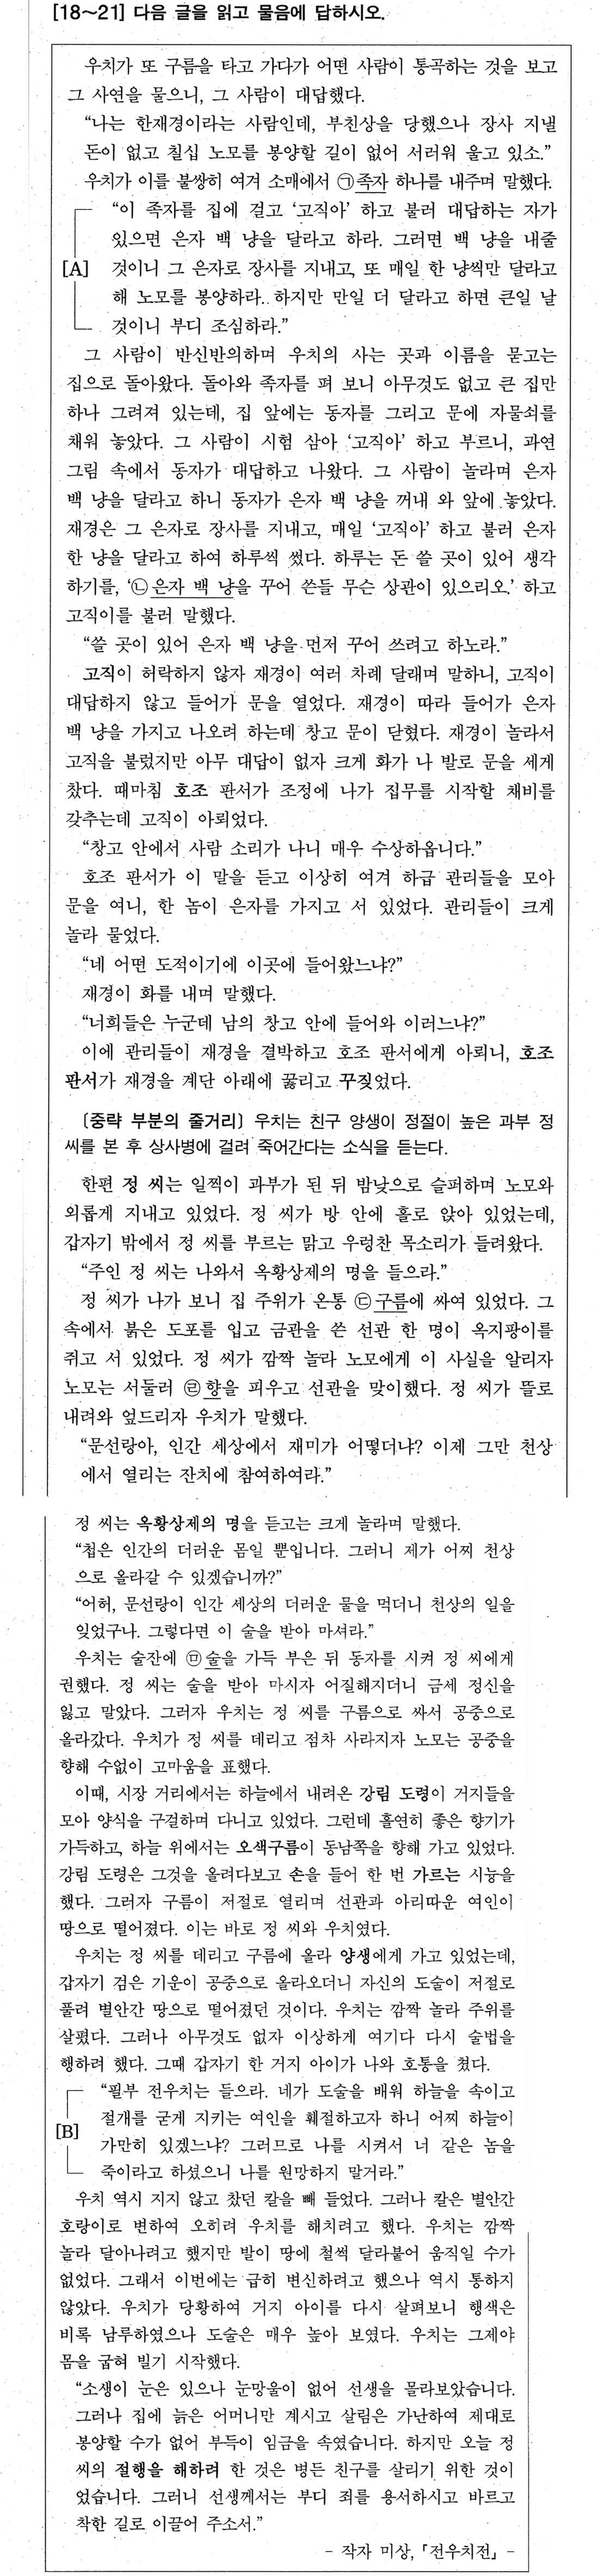 [18~21] 다음 글을 읽고 물음에 답하시오.
우치가 또 구름을 타고 가다가 어떤 사람이 통곡하는 것을 보고
그 사연을 물으니, 그 사람이 대답했다.
“나는 한재경이라는 사람인데, 부친상을 당했으나 장사 지낼
돈이 없고 칠십 노모를 봉양할 길이 없어 서러워 울고 있소.”
우치가 이를 불쌍히 여겨 소매에서 ㉠족자 하나를 내주며 말했다.
“이 족자를 집에 걸고 ‘고직아’ 하고 불러 대답하는 자가
있으면 은자 백 냥을 달라고 하라. 그러면 백 냥을 내줄
[A] 것이니 그 은자로 장사를 지내고, 또 매일 한 냥씩만 달라고
해 노모를 봉양하라. 하지만 만일 더 달라고 하면 큰일 날
것이니 부디 조심하라.”
그 사람이 반신반의하며 우치의 사는 곳과 이름을 묻고는
집으로 돌아왔다. 돌아와 족자를 펴 보니 아무것도 없고 큰 집만
하나 그려져 있는데, 집 앞에는 동자를 그리고 문에 자물쇠를
채워 놓았다. 그 사람이 시험 삼아 ‘고직아’ 하고 부르니, 과연
그림 속에서 동자가 대답하고 나왔다. 그 사람이 놀라며 은자
백 냥을 달라고 하니 동자가 은자 백 냥을 꺼내 와 앞에 놓았다.
재경은 그 은자로 장사를 지내고, 매일 ‘고직아’ 하고 불러 은자
한 냥을 달라고 하여 하루씩 썼다. 하루는 돈 쓸 곳이 있어 생각
하기를, ‘㉡은자 백 냥을 꾸어 쓴들 무슨 상관이 있으리오.’ 하고
고직이를 불러 말했다.
“쓸 곳이 있어 은자 백 냥을 먼저 꾸어 쓰려고 하노라.”
고직이 허락하지 않자 재경이 여러 차례 달래며 말하니, 고직이
대답하지 않고 들어가 문을 열었다. 재경이 따라 들어가 은자
백 냥을 가지고 나오려 하는데 창고 문이 닫혔다. 재경이 놀라서
고직을 불렀지만 아무 대답이 없자 크게 화가 나 발로 문을 세게
찼다. 때마침 호조 판서가 조정에 나가 집무를 시작할 채비를
갖추는데 고직이 아뢰었다.
“창고 안에서 사람 소리가 나니 매우 수상하옵니다.”
호조 판서가 이 말을 듣고 이상히 여겨 하급 관리들을 모아
문을 여니, 한 놈이 은자를 가지고 서 있었다. 관리들이 크게
놀라 물었다.
“네 어떤 도적이기에 이곳에 들어왔느냐?”
재경이 화를 내며 말했다.
“너희들은 누군데 남의 창고 안에 들어와 이러느냐?”
이에 관리들이 재경을 결박하고 호조 판서에게 아뢰니, 호조
판서가 재경을 계단 아래에 꿇리고 꾸짖었다.
[중략 부분의 줄거리] 우치는 친구 양생이 정절이 높은 과부 정
씨를 본 후 상사병에 걸려 죽어간다는 소식을 듣는다.
한편 정 씨는 일찍이 과부가 된 뒤 밤낮으로 슬퍼하며 노모와
외롭게 지내고 있었다. 정 씨가 방 안에 홀로 앉아 있었는데,
갑자기 밖에서 정 씨를 부르는 맑고 우렁찬 목소리가 들려왔다.
“주인 정 씨는 나와서 옥황상제의 명을 들으라.”
정 씨가 나가 보니 집 주위가 온통 ㉢구름에 싸여 있었다. 그
속에서 붉은 도포를 입고 금관을 쓴 선관 한 명이 옥지팡이를
쥐고 서 있었다. 정 씨가 깜짝 놀라 노모에게 이 사실을 알리자
노모는 서둘러 ㉣향을 피우고 선관을 맞이했다. 정 씨가 뜰로
내려와 엎드리자 우치가 말했다.
“문선랑아, 인간 세상에서 재미가 어떻더냐? 이제 그만 천상
에서 열리는 잔치에 참여하여라.”
정 씨는 옥황상제의 명을 듣고는 크게 놀라며 말했다.
“첩은 인간의 더러운 몸일 뿐입니다. 그러니 제가 어찌 천상
으로 올라갈 수 있겠습니까?”
“어허, 문선랑이 인간 세상의 더러운 물을 먹더니 천상의 일을
잊었구나. 그렇다면 이 술을 받아 마셔라.”
우치는 술잔에 ㉤술을 가득 부은 뒤 동자를 시켜 정 씨에게
권했다. 정 씨는 술을 받아 마시자 어질해지더니 금세 정신을
잃고 말았다. 그러자 우치는 정 씨를 구름으로 싸서 공중으로
올라갔다. 우치가 정 씨를 데리고 점차 사라지자 노모는 공중을
향해 수없이 고마움을 표했다.
이때, 시장 거리에서는 하늘에서 내려온 강림 도령이 거지들을
모아 양식을 구걸하며 다니고 있었다. 그런데 홀연히 좋은 향기가
가득하고, 하늘 위에서는 오색구름이 동남쪽을 향해 가고 있었다.
강림 도령은 그것을 올려다보고 손을 들어 한 번 가르는 시늉을
했다. 그러자 구름이 저절로 열리며 선관과 아리따운 여인이
땅으로 떨어졌다. 이는 바로 정 씨와 우치였다.
우치는 정 씨를 데리고 구름에 올라 양생에게 가고 있었는데,
갑자기 검은 기운이 공중으로 올라오더니 자신의 도술이 저절로
풀려 별안간 땅으로 떨어졌던 것이다. 우치는 깜짝 놀라 주위를
살폈다. 그러나 아무것도 없자 이상하게 여기다 다시 술법을
행하려 했다. 그때 갑자기 한 거지 아이가 나와 호통을 쳤다.
“필부 전우치는 들으라. 네가 도술을 배워 하늘을 속이고
절개를 굳게 지키는 여인을 훼절하고자 하니 어찌 하늘이
[B] 가만히 있겠느냐? 그러므로 나를 시켜서 너 같은 놈을
죽이라고 하셨으니 나를 원망하지 말거라.”
우치 역시 지지 않고 찼던 칼을 빼 들었다. 그러나 칼은 별안간
호랑이로 변하여 오히려 우치를 해치려고 했다. 우치는 깜짝
놀라 달아나려고 했지만 발이 땅에 철썩 달라붙어 움직일 수가
없었다. 그래서 이번에는 급히 변신하려고 했으나 역시 통하지
않았다. 우치가 당황하여 거지 아이를 다시 살펴보니 행색은
비록 남루하였으나 도술은 매우 높아 보였다. 우치는 그제야
몸을 굽혀 빌기 시작했다.
“소생이 눈은 있으나 눈망울이 없어 선생을 몰라보았습니다.
그러나 집에 늙은 어머니만 계시고 살림은 가난하여 제대로
봉양할 수가 없어 부득이 임금을 속였습니다. 하지만 오늘 정
씨의 절행을 해하려 한 것은 병든 친구를 살리기 위한 것이
었습니다. 그러니 선생께서는 부디 죄를 용서하시고 바르고
착한 길로 이끌어 주소서.”
- 작자 미상, 「전우치전」 -